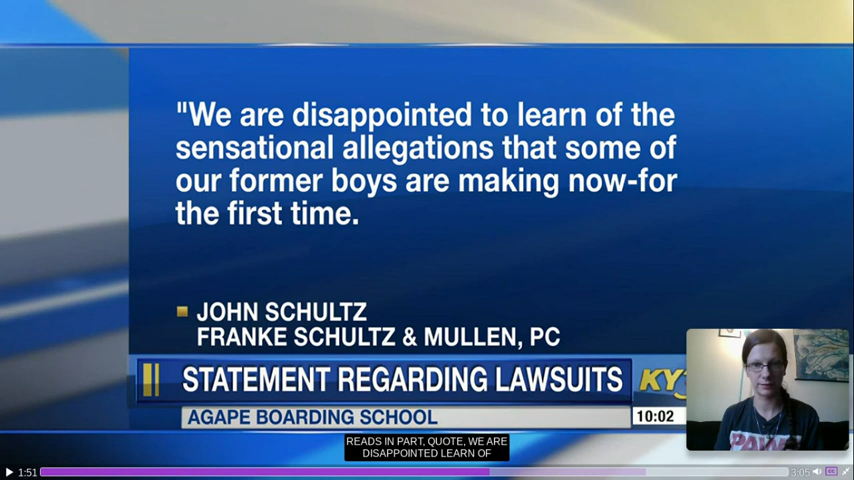 "We are disappointed to learn of the
sensational allegations that some of
our former boys are making now-for
the first time.
JOHN SCHULTZ
FRANKE SCHULTZ & MULLEN, PC
STATEMENT REGARDING LAWSUITS
KY3
AGAPE BOARDING SCHOOL
10:02
READS IN PART, QUOTE, WE ARE
DISAPPOINTED LEARN OF
1:51
3:05
CC